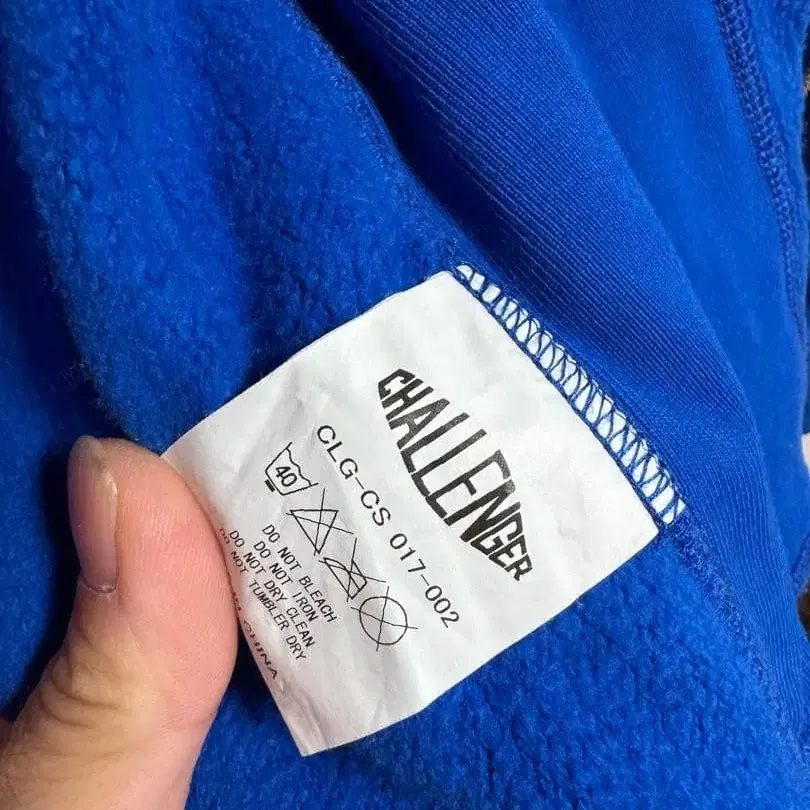 CHALLENGER
CLG-CS 017-002
40
DO NOT BLEACH
DO NOT IRON
DO NOT DRY CLEAN
DO NOT TUMBLER DRY
CHINA